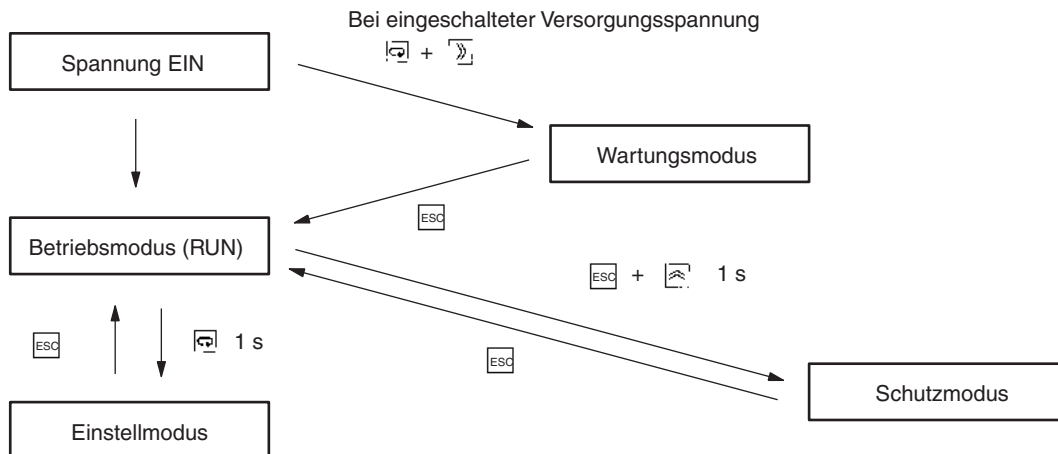 Bei eingeschalteter Versorgungsspannung
Spannung EIN
+
Wartungsmodus
ESC
Betriebsmodus (RUN)
ESC + 1 s
ESC
1 s
ESC
Schutzmodus
Einstellmodus